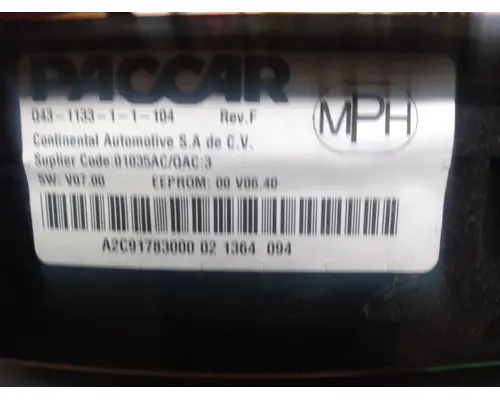 PACCAR
Q43-1133-1-1-104 Rev.F
MPH
Continental Automotive S.A de C.V.
Suplier Code:01035AC/QAC:3
SW: V07.00 EEPROM: 00 V06.40
A2C91783000 02 1364 094